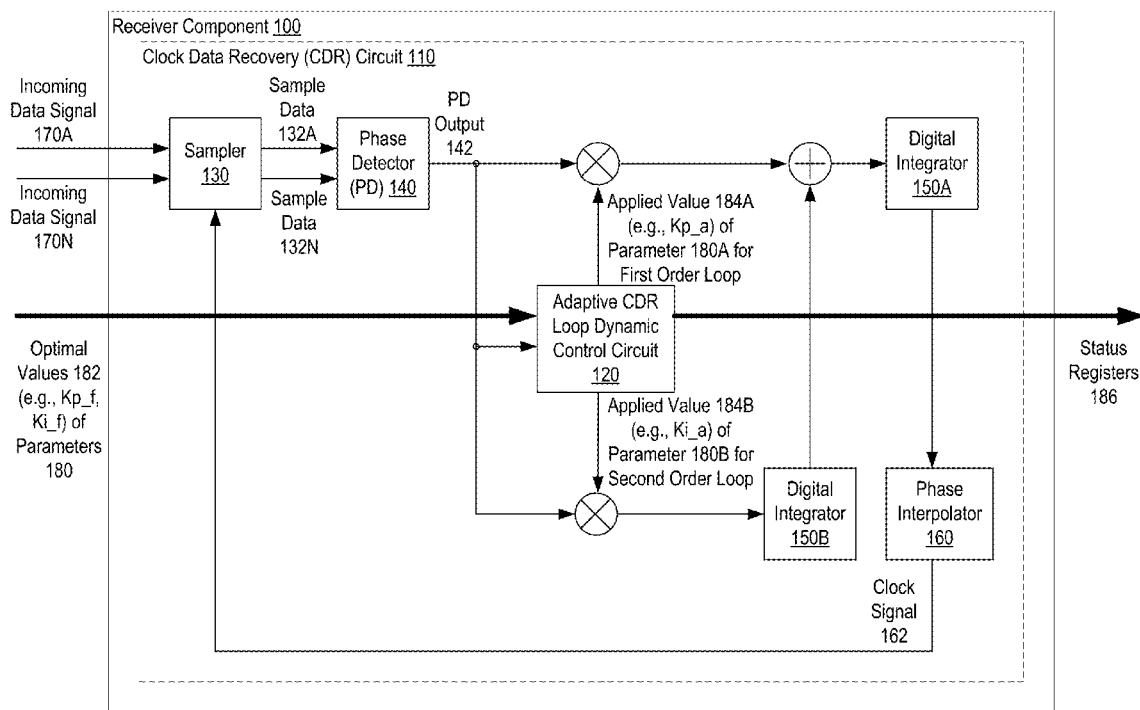 Receiver Component 100
Clock Data Recovery (CDR) Circuit 110
Incoming
Data Signal
170A
Incoming
Data Signal
170N
Sampler
130
Sample
Data
132A
Sample
Data
132N
Phase
Detector
(PD) 140
PD
Output
142
Applied Value 184A
(e.g., Kp_a) of
Parameter 180A for
First Order Loop
Digital
Integrator
150A
Adaptive CDR
Loop Dynamic
Control Circuit
120
Optimal
Values 182
(e.g., Kp_f,
Ki_f) of
Parameters
180
Status
Registers
186
Applied Value 184B
(e.g., Ki_a) of
Parameter 180B for
Second Order Loop
Digital
Integrator
150B
Phase
Interpolator
160
Clock
Signal
162